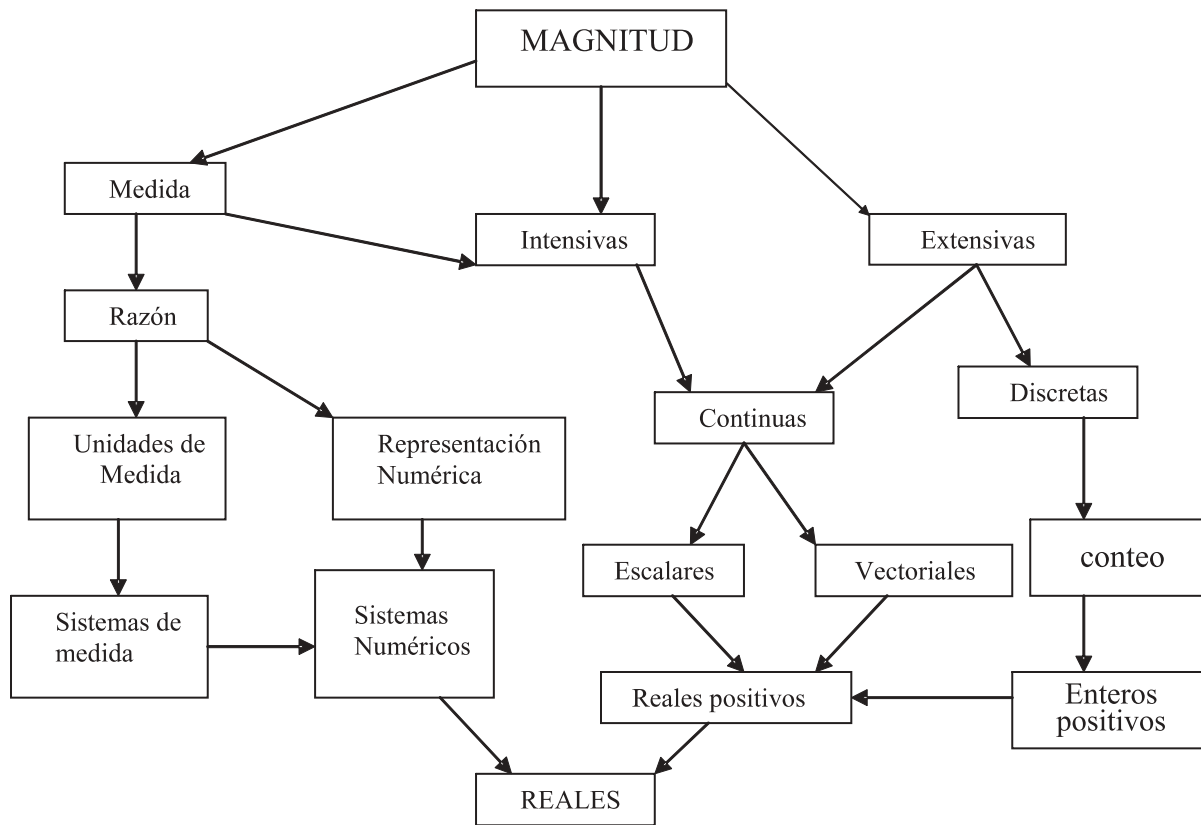 MAGNITUD
Medida
Intensivas
Extensivas
Razón
Discretas
Continuas
Unidades de
Medida
Representación
Numérica
conteo
Escalares
Vectoriales
Sistemas de
medida
Sistemas
Numéricos
Reales positivos
Enteros
positivos
REALES